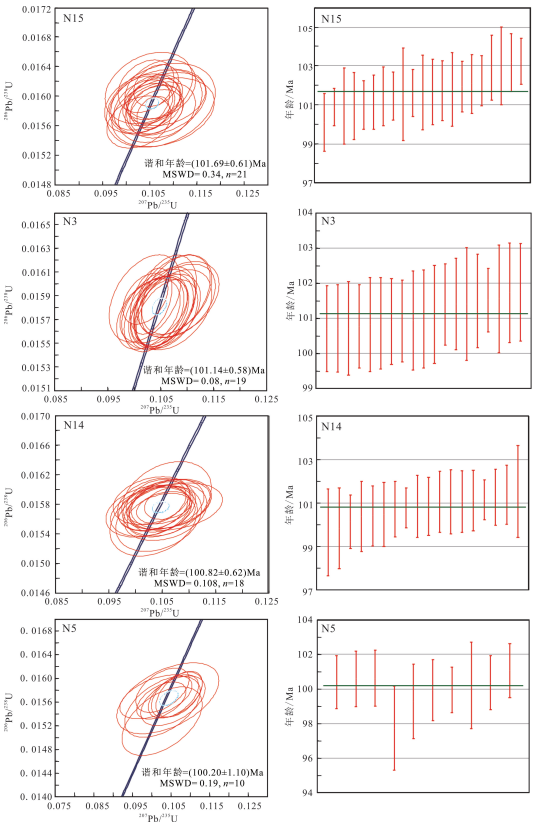 N15
0.0172
0.0168
0.0164
0.0160
0.0156
0.0152
0.0148
²⁰⁶Pb/²³⁸U
谐和年龄=(101.69±0.61)Ma
MSWD= 0.34, n=21
0.085 0.095 0.105 0.115 0.125
²⁰⁷Pb/²³⁵U
N15
105
103
101
99
97
年龄/Ma
N3
0.0165
0.0163
0.0161
0.0159
0.0157
0.0155
0.0153
0.0151
²⁰⁶Pb/²³⁸U
谐和年龄=(101.14±0.58)Ma
MSWD= 0.08, n=19
0.085 0.095 0.105 0.115 0.125
²⁰⁷Pb/²³⁵U
N3
104
103
102
101
100
99
年龄/Ma
N14
0.0170
0.0166
0.0162
0.0158
0.0154
0.0150
0.0146
²⁰⁶Pb/²³⁸U
谐和年龄=(100.82±0.62)Ma
MSWD= 0.108, n=18
0.085 0.095 0.105 0.115 0.125
²⁰⁷Pb/²³⁵U
N14
105
103
101
99
97
年龄/Ma
N5
0.0168
0.0164
0.0160
0.0156
0.0152
0.0148
0.0144
0.0140
²⁰⁶Pb/²³⁸U
谐和年龄=(100.20±1.10)Ma
MSWD= 0.19, n=10
0.075 0.085 0.095 0.105 0.115 0.125
²⁰⁷Pb/²³⁵U
N5
104
102
100
98
96
94
年龄/Ma